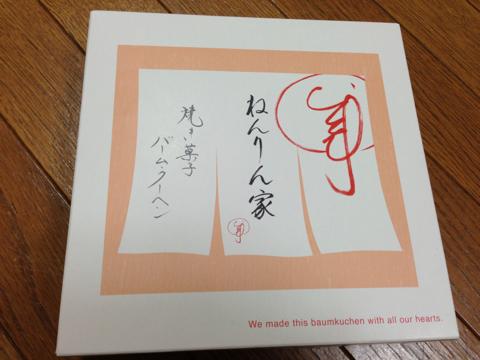 ねんりん家
焼き菓子
バームクーヘン
We made this baumkuchen with all our hearts.